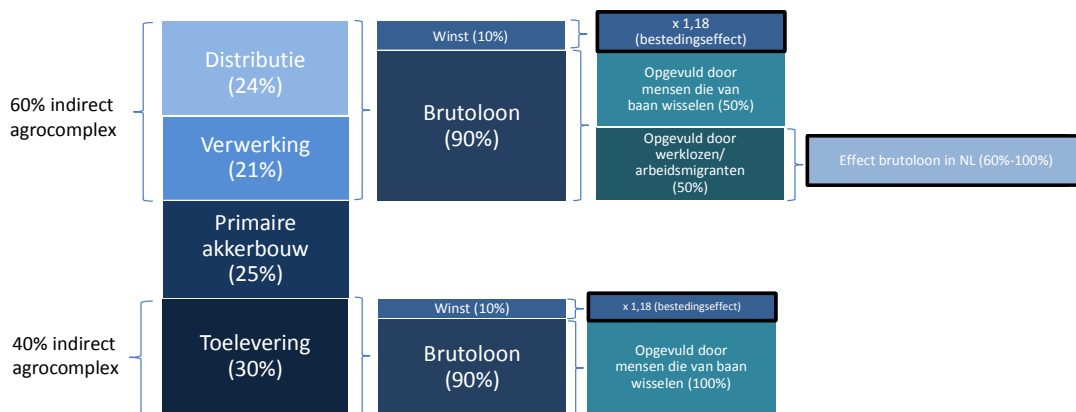 60% indirect
agrocomplex
Distributie
(24%)
Verwerking
(21%)
Primaire
akkerbouw
(25%)
40% indirect
agrocomplex
Toelevering
(30%)
Winst (10%)
Brutoloon
(90%)
x 1,18
(bestedingseffect)
Opgevuld door
mensen die van
baan wisselen (50%)
Opgevuld door
werklozen/
arbeidsmigranten
(50%)
Effect brutoloon in NL (60%-100%)
Winst (10%)
Brutoloon
(90%)
x 1,18 (bestedingseffect)
Opgevuld door
mensen die van baan
wisselen (100%)